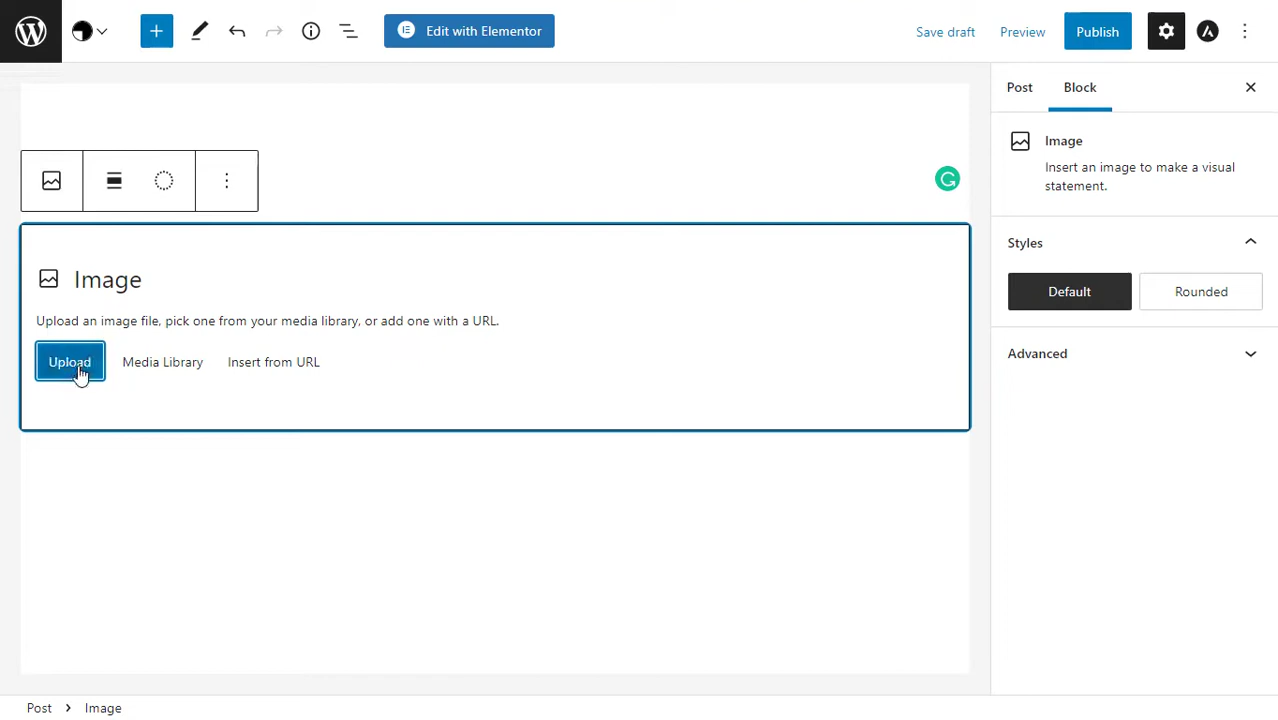 Edit with Elementor
Save draft
Preview
Publish
Post
Block
Image
Insert an image to make a visual
statement.
Styles
Default
Rounded
Advanced
Image
Upload an image file, pick one from your media library, or add one with a URL.
Upload
Media Library
Insert from URL
Post
Image